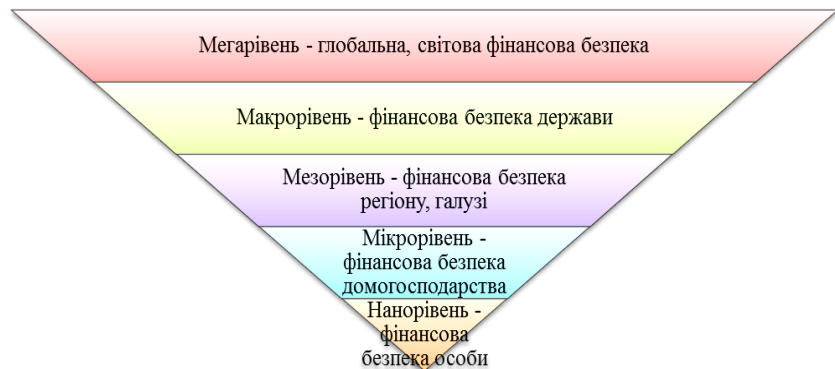 Мегарівень - глобальна, світова фінансова безпека
Макрорівень - фінансова безпека держави
Мезорівень - фінансова безпека
регіону, галузі
Мікрорівень -
фінансова безпека
домогосподарства
Нанорівень -
фінансова
безпека особи